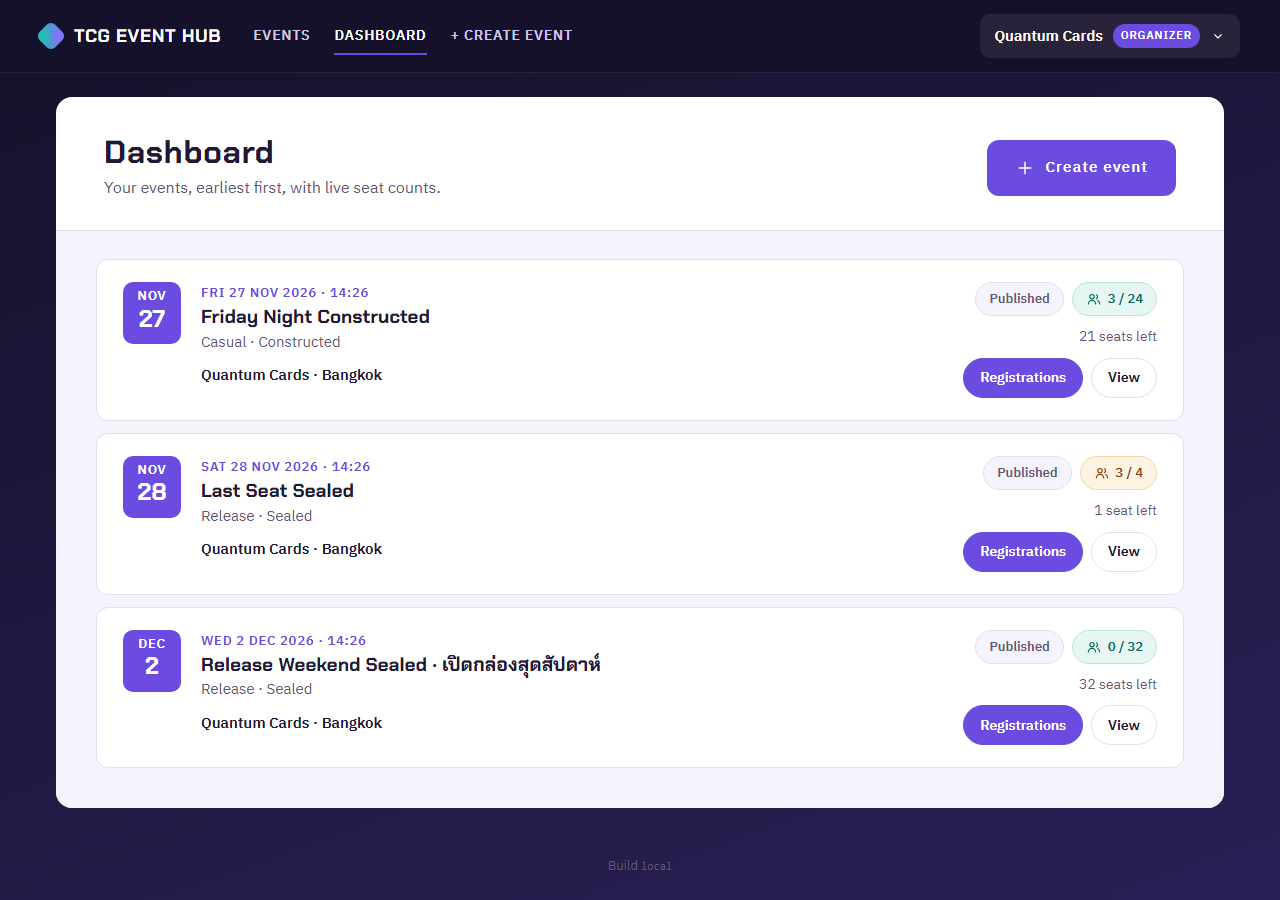 TCG EVENT HUB
EVENTS
DASHBOARD
+ CREATE EVENT
Quantum Cards
ORGANIZER
Dashboard
Your events, earliest first, with live seat counts.
Create event
NOV
27
FRI 27 NOV 2026 · 14:26
Friday Night Constructed
Casual · Constructed
Quantum Cards · Bangkok
Published
3 / 24
21 seats left
Registrations
View
NOV
28
SAT 28 NOV 2026 · 14:26
Last Seat Sealed
Release · Sealed
Quantum Cards · Bangkok
Published
3 / 4
1 seat left
Registrations
View
DEC
2
WED 2 DEC 2026 · 14:26
Release Weekend Sealed · เปิดกล่องสุดสัปดาห์
Release · Sealed
Quantum Cards · Bangkok
Published
0 / 32
32 seats left
Registrations
View
Build local